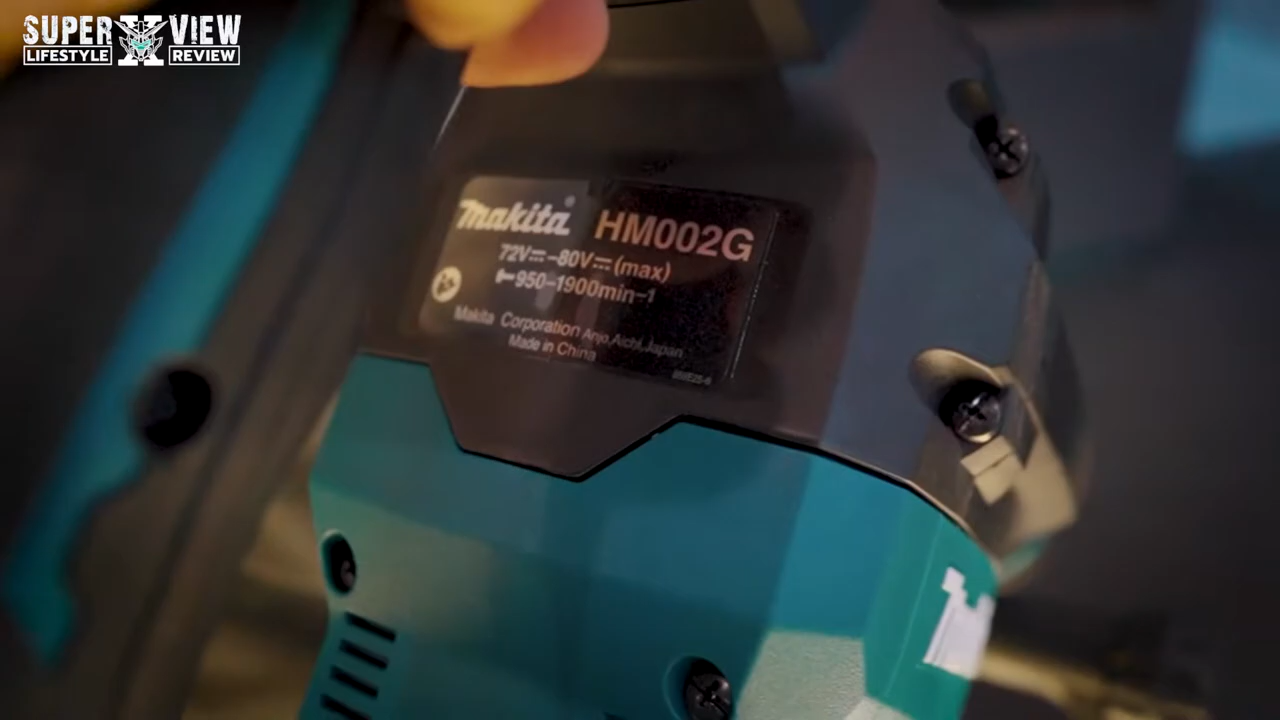 SUPER X VIEW
LIFESTYLE REVIEW
makita® HM002G
72V⎓-80V⎓(max)
950-1900min-1
Makita Corporation Anjo,Aichi,Japan
Made in China